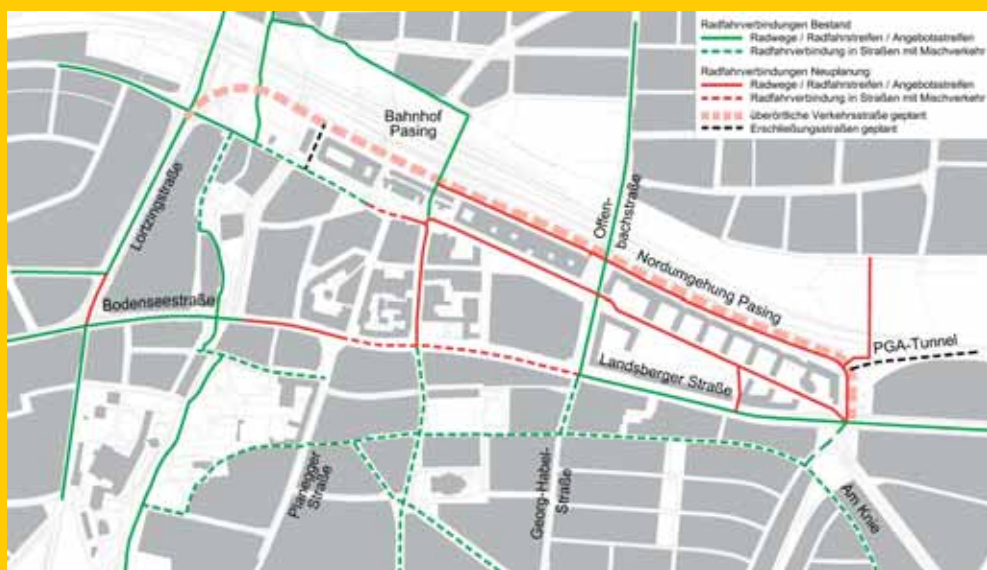 Radfahrverbindungen Bestand
Radwege / Radfahrstreifen / Angebotsstreifen
Radfahrverbindung in Straßen mit Mischverkehr
Radfahrverbindungen Neuplanung
Radwege / Radfahrstreifen / Angebotsstreifen
Radfahrverbindung in Straßen mit Mischverkehr
überörtliche Verkehrsstraße geplant
Erschließungsstraßen geplant
Bahnhof
Pasing
Lortzingstraße
Offen-
bachstraße
Nordumgehung Pasing
Bodenseestraße
PGA-Tunnel
Landsberger Straße
Planegger
Straße
Georg-Habel-
Straße
Am Knie